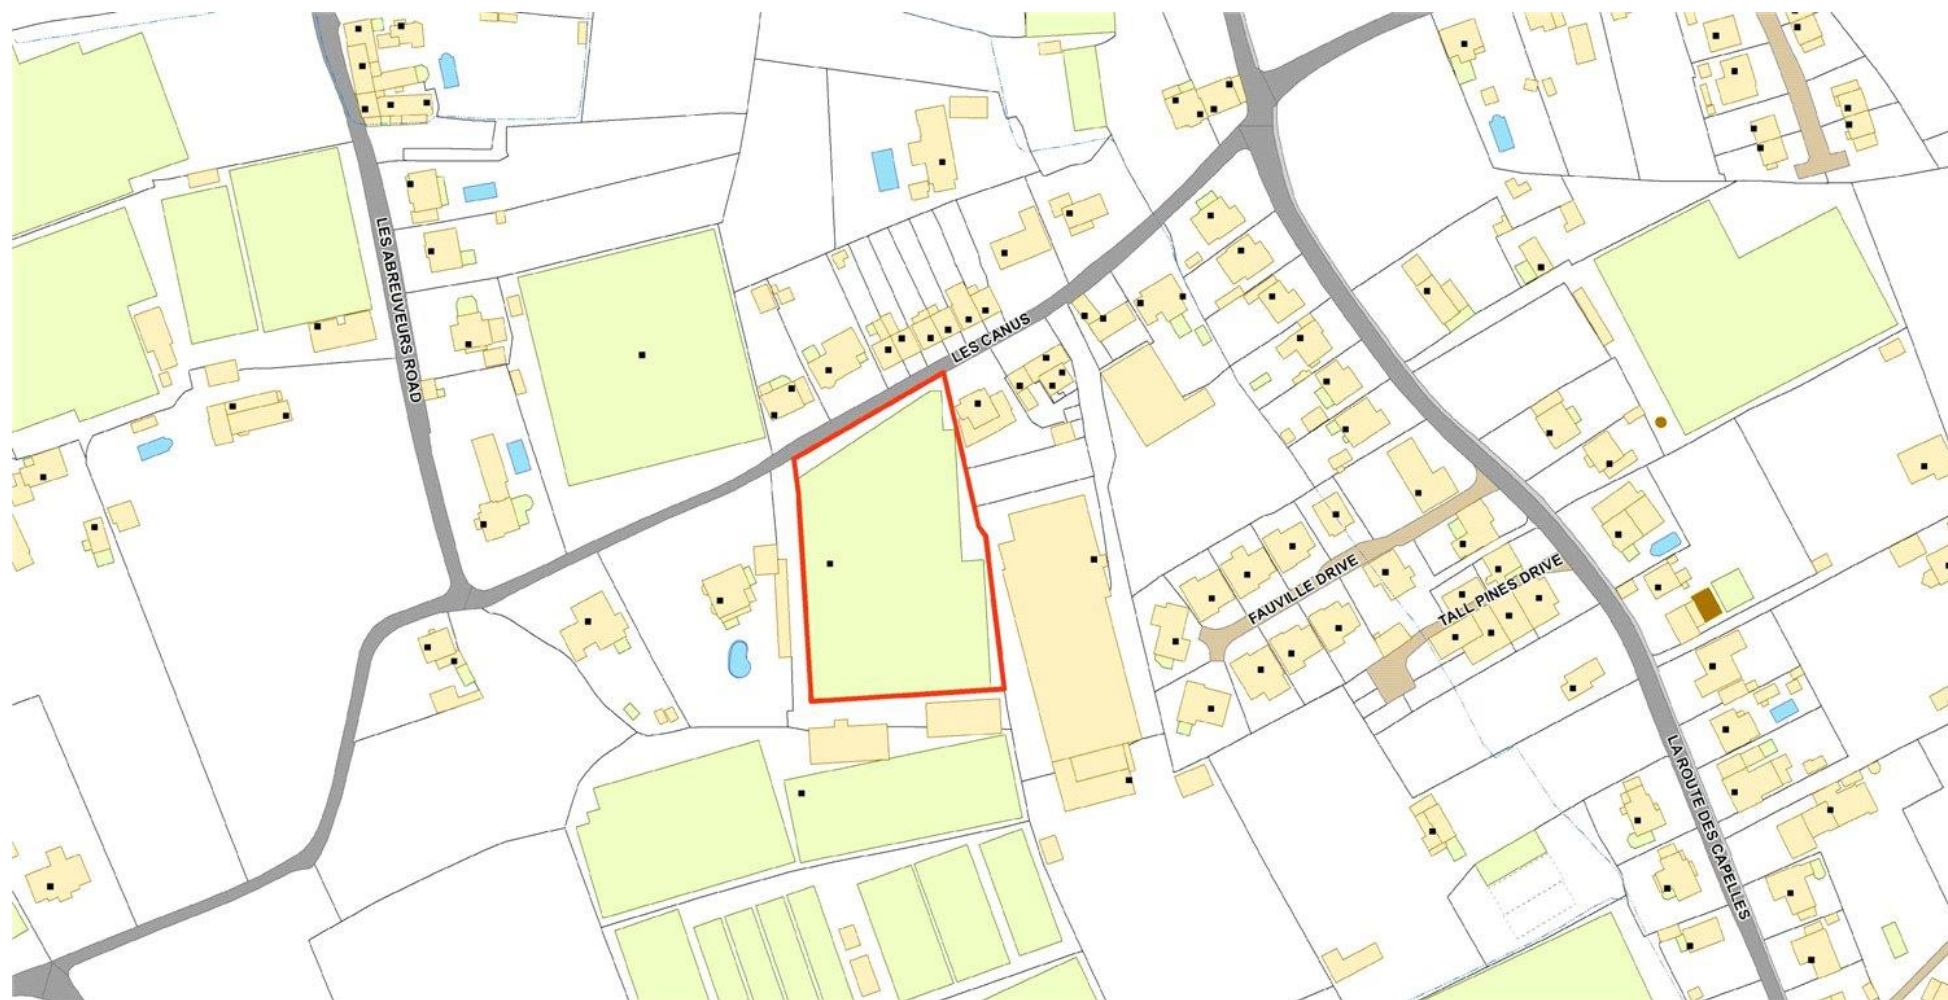 LES ABREUVEURS ROAD
LES CANUS
FAUVILLE DRIVE
TALL PINES DRIVE
LA ROUTE DES CAPELLES